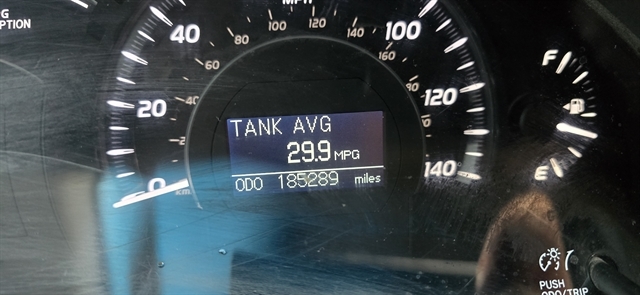 G
PTION
MPH
40
100
100
120
80
140
60
160
20
40
120
0
140
F
E
TANK AVG
29.9 MPG
ODO 185289 miles
PUSH
ODO/TRIP